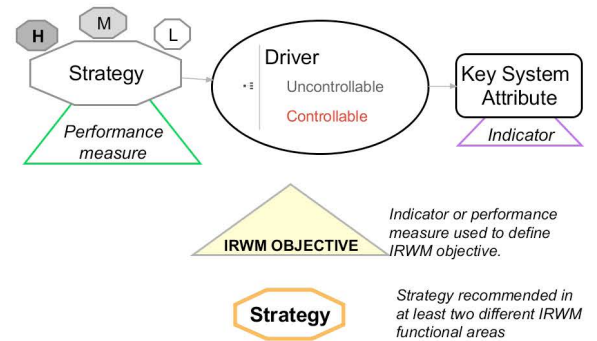 H
M
L
Strategy
Performance
measure
Driver
Uncontrollable
Controllable
Key System
Attribute
Indicator
IRWM OBJECTIVE
Indicator or performance
measure used to define
IRWM objective.
Strategy
Strategy recommended in
at least two different IRWM
functional areas